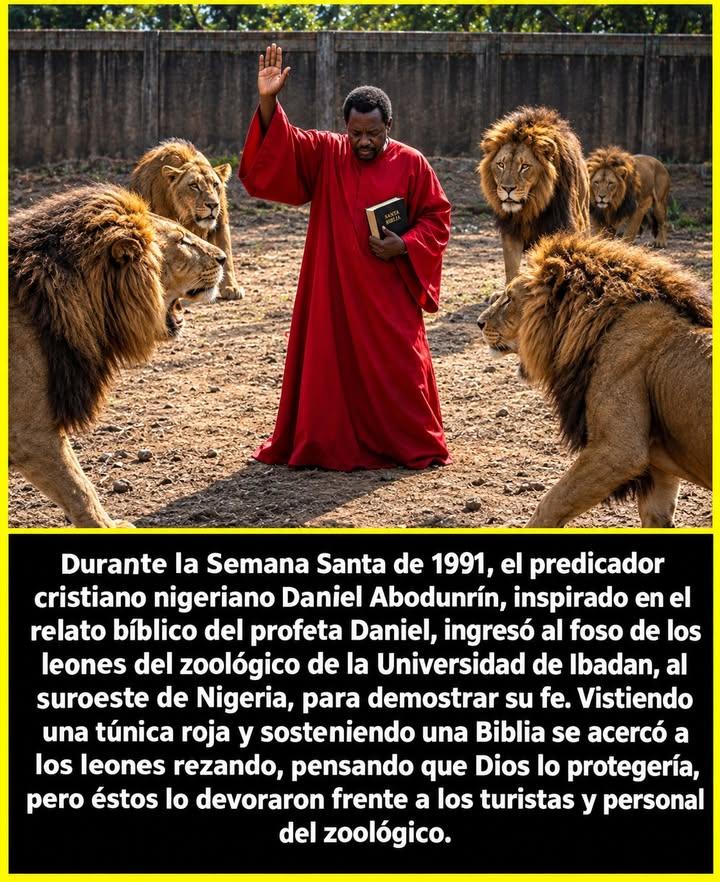 SANTA
BIBLIA
Durante la Semana Santa de 1991, el predicador
cristiano nigeriano Daniel Abodunrín, inspirado en el
relato bíblico del profeta Daniel, ingresó al foso de los
leones del zoológico de la Universidad de Ibadan, al
suroeste de Nigeria, para demostrar su fe. Vistiendo
una túnica roja y sosteniendo una Biblia se acercó a
los leones rezando, pensando que Dios lo protegería,
pero éstos lo devoraron frente a los turistas y personal
del zoológico.